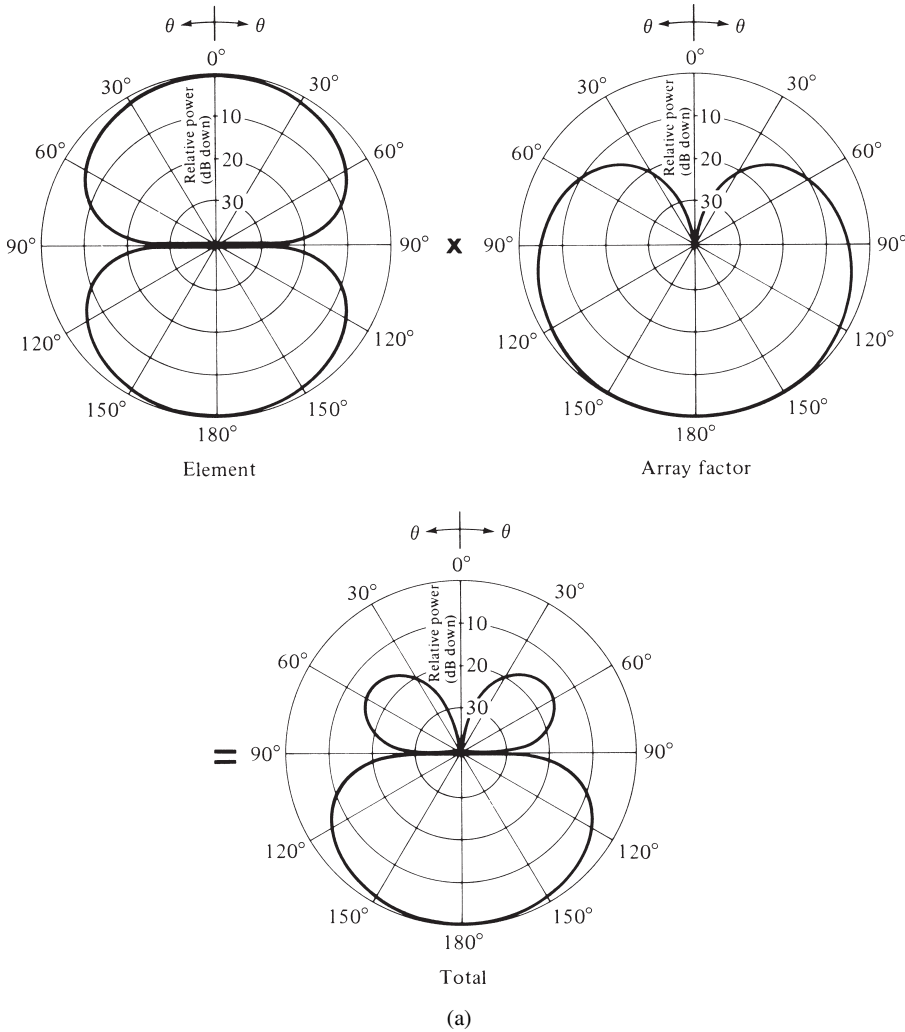 θ θ
0°
30° 30°
60° 60°
90° 90°
120° 120°
150° 150°
180°
Relative power
(dB down)
10
20
30
Element
x
θ θ
0°
30° 30°
60° 60°
90° 90°
120° 120°
150° 150°
180°
Relative power
(dB down)
10
20
30
Array factor
=
θ θ
0°
30° 30°
60° 60°
90° 90°
120° 120°
150° 150°
180°
Relative power
(dB down)
10
20
30
Total
(a)